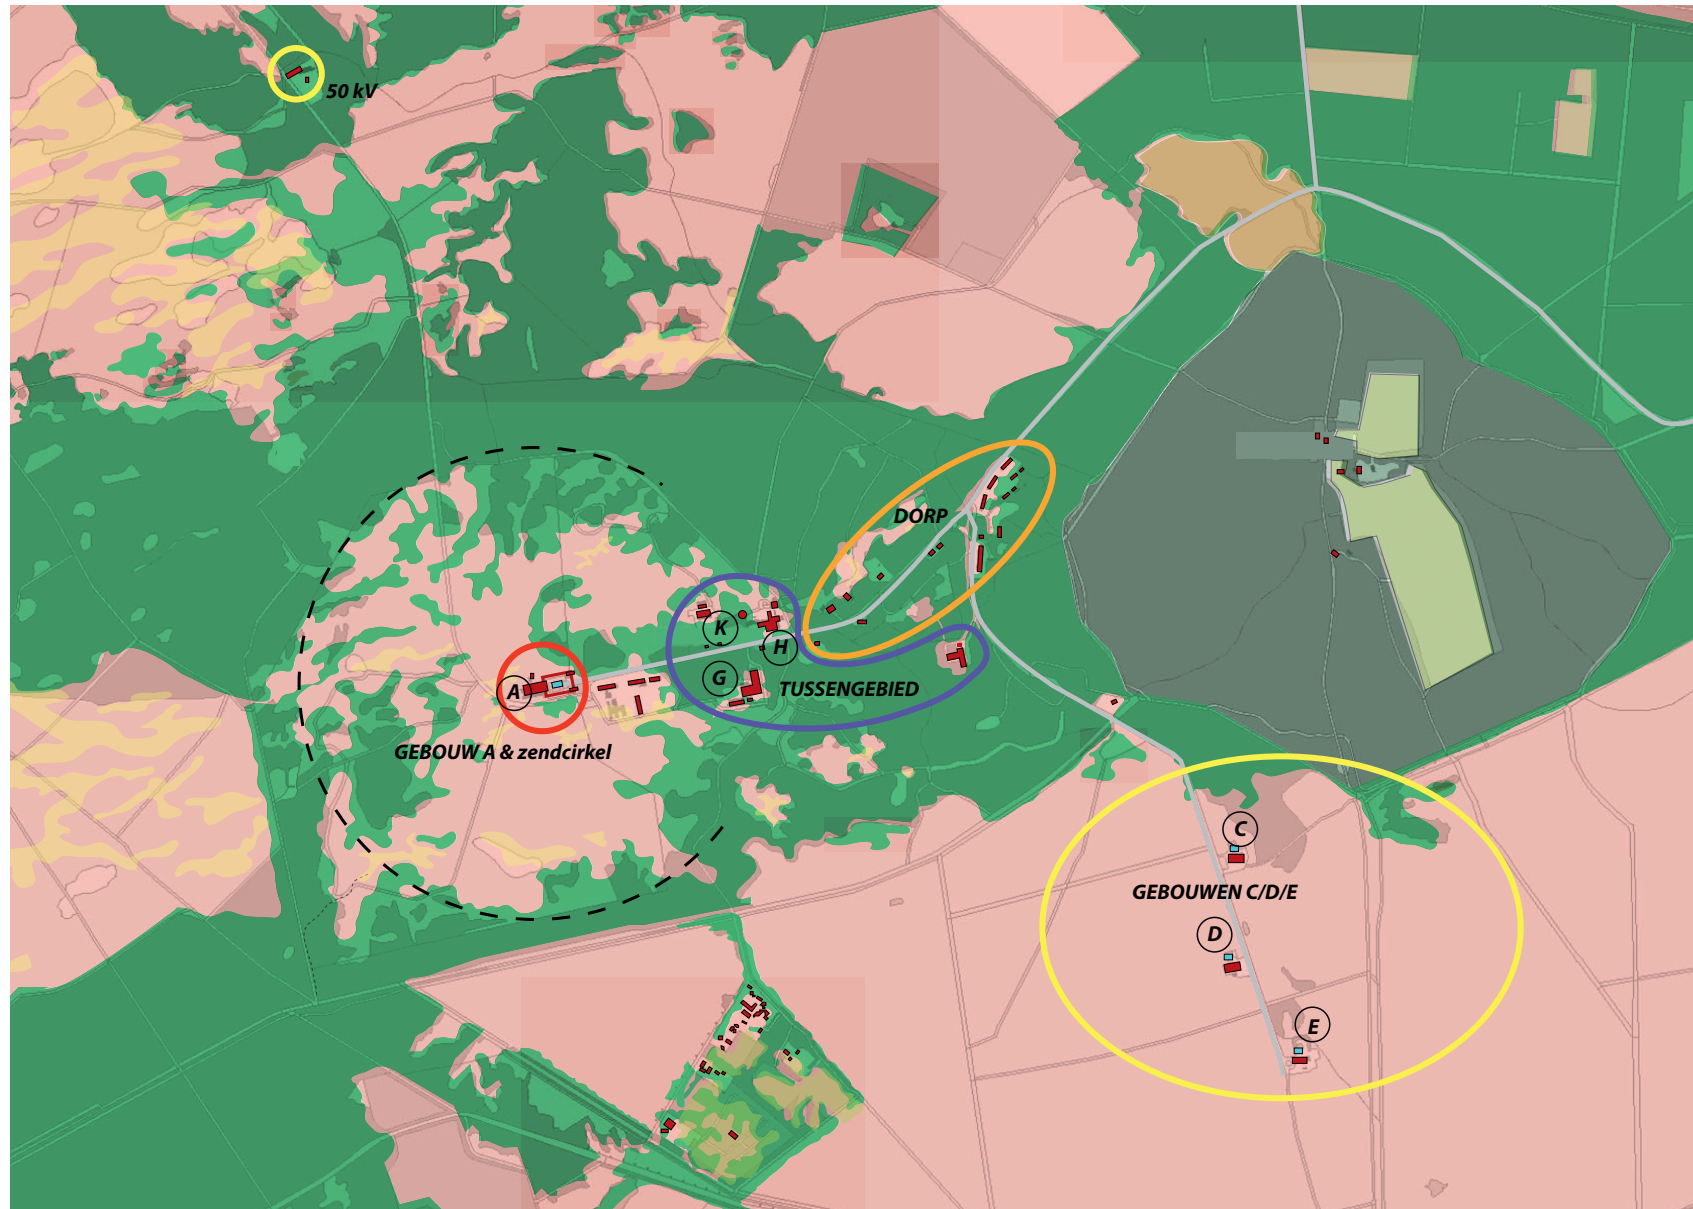 50 kV
DORP
K
H
G
A
TUSSENGEBIED
GEBOUW A & zendcirkel
C
GEBOUWEN C/D/E
D
E